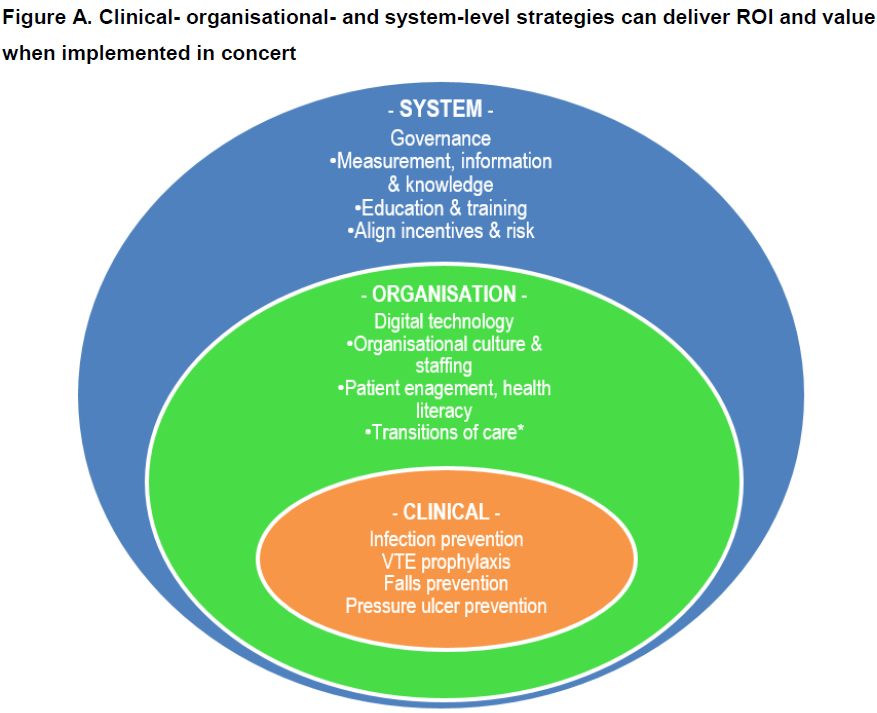 Figure A. Clinical- organisational- and system-level strategies can deliver ROI and value
when implemented in concert
- SYSTEM -
Governance
•Measurement, information
& knowledge
•Education & training
•Align incentives & risk
- ORGANISATION -
Digital technology
•Organisational culture &
staffing
•Patient enagement, health
literacy
•Transitions of care*
- CLINICAL -
Infection prevention
VTE prophylaxis
Falls prevention
Pressure ulcer prevention